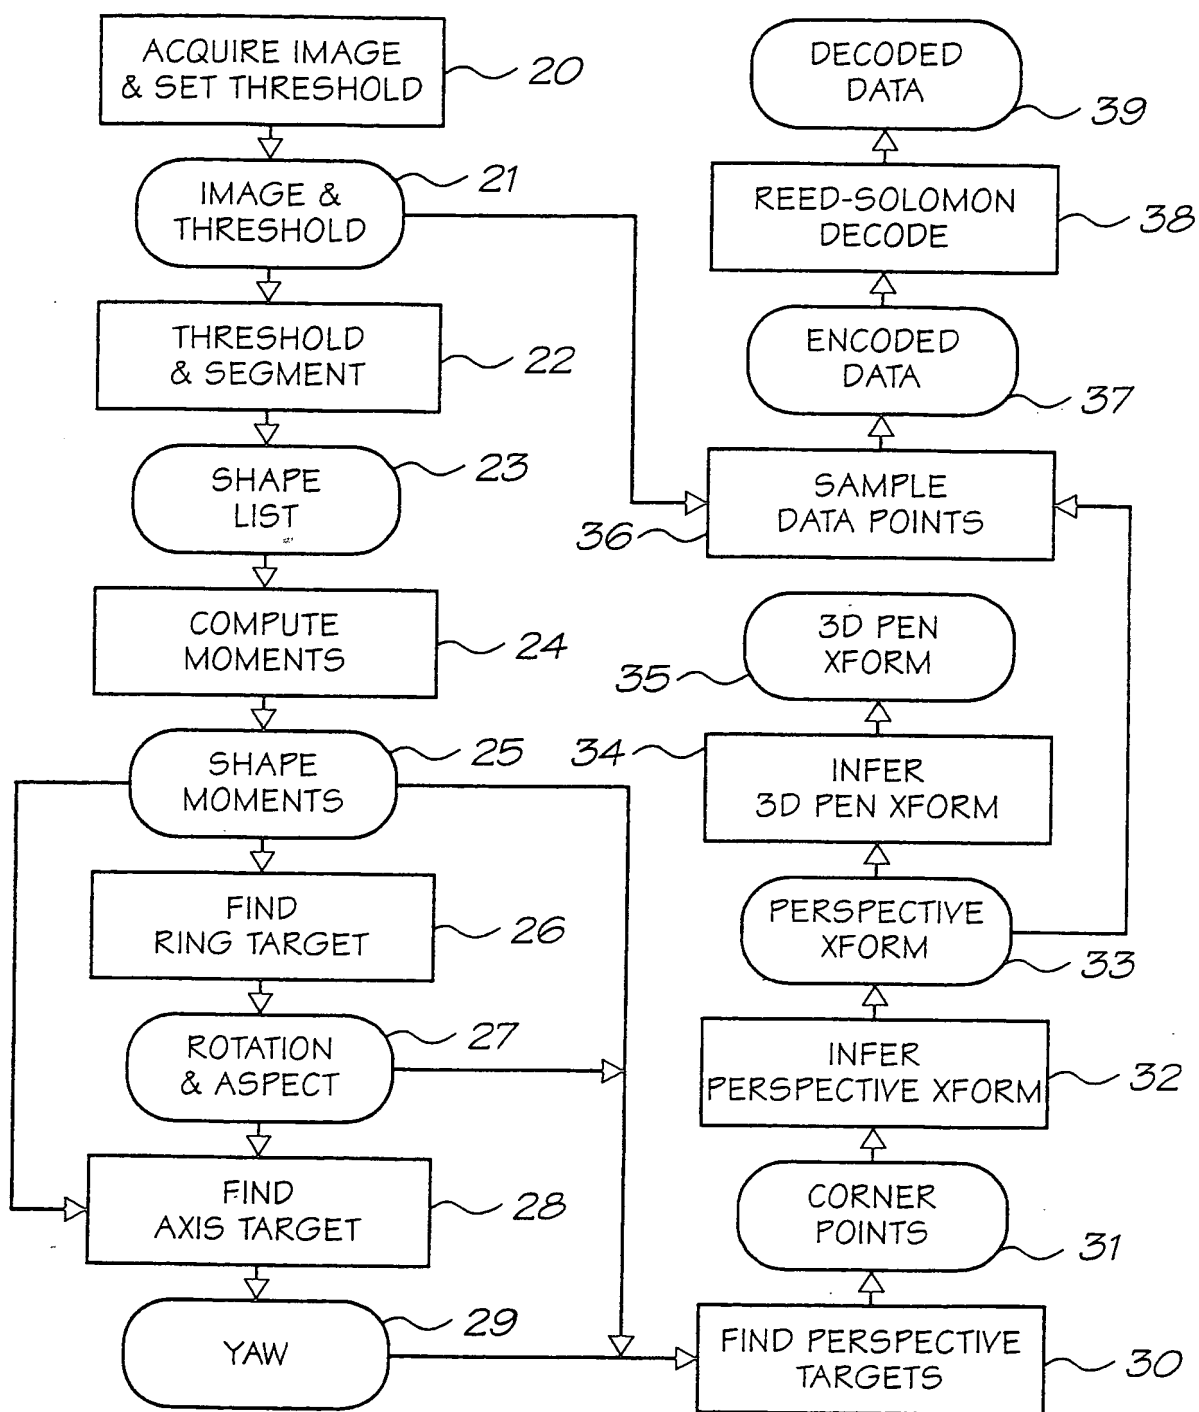 ACQUIRE IMAGE
& SET THRESHOLD
20
IMAGE &
THRESHOLD
21
THRESHOLD
& SEGMENT
22
SHAPE
LIST
23
COMPUTE
MOMENTS
24
SHAPE
MOMENTS
25
FIND
RING TARGET
26
ROTATION
& ASPECT
27
FIND
AXIS TARGET
28
YAW
29
FIND PERSPECTIVE
TARGETS
30
CORNER
POINTS
31
INFER
PERSPECTIVE XFORM
32
PERSPECTIVE
XFORM
33
INFER
3D PEN XFORM
34
3D PEN
XFORM
35
SAMPLE
DATA POINTS
36
ENCODED
DATA
37
REED-SOLOMON
DECODE
38
DECODED
DATA
39